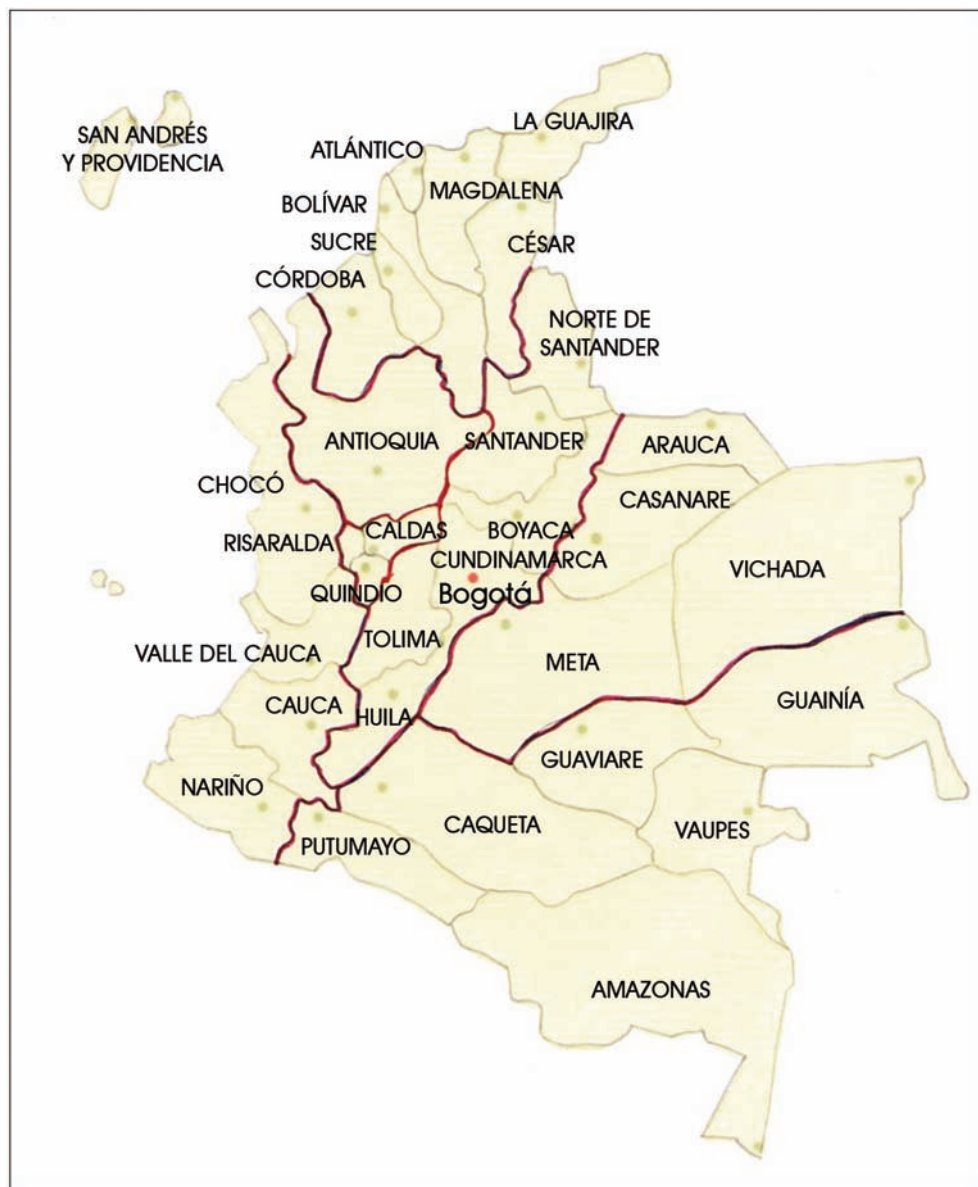 LA GUAJIRA
SAN ANDRÉS
Y PROVIDENCIA
ATLÁNTICO
MAGDALENA
BOLÍVAR
SUCRE
CÉSAR
CÓRDOBA
NORTE DE
SANTANDER
ANTIOQUIA
SANTANDER
ARAUCA
CHOCÓ
CASANARE
RISARALDA
CALDAS
BOYACA
CUNDINAMARCA
VICHADA
QUINDIO
Bogotá
TOLIMA
VALLE DEL CAUCA
META
CAUCA
HUILA
GUAINÍA
GUAVIARE
NARIÑO
CAQUETA
VAUPES
PUTUMAYO
AMAZONAS